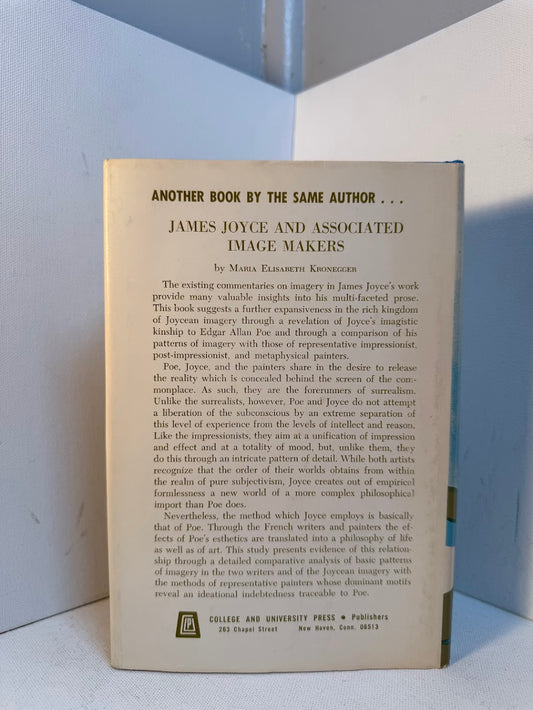 ANOTHER BOOK BY THE SAME AUTHOR . . .
JAMES JOYCE AND ASSOCIATED
IMAGE MAKERS
by MARIA ELISABETH KRONEGGER
The existing commentaries on imagery in James Joyce's work
provide many valuable insights into his multi-faceted prose.
This book suggests a further expansiveness in the rich kingdom
of Joycean imagery through a revelation of Joyce's imagistic
kinship to Edgar Allan Poe and through a comparison of his
patterns of imagery with those of representative impressionist,
post-impressionist, and metaphysical painters.
Poe, Joyce, and the painters share in the desire to release
the reality which is concealed behind the screen of the com-
monplace. As such, they are the forerunners of surrealism.
Unlike the surrealists, however, Poe and Joyce do not attempt
a liberation of the subconscious by an extreme separation of
this level of experience from the levels of intellect and reason.
Like the impressionists, they aim at a unification of impression
and effect and at a totality of mood, but, unlike them, they
do this through an intricate pattern of detail. While both artists
recognize that the order of their worlds obtains from within
the realm of pure subjectivism, Joyce creates out of empirical
formlessness a new world of a more complex philosophical
import than Poe does.
Nevertheless, the method which Joyce employs is basically
that of Poe. Through the French writers and painters the ef-
fects of Poe's esthetics are translated into a philosophy of life
as well as of art. This study presents evidence of this relation-
ship through a detailed comparative analysis of basic patterns
of imagery in the two writers and of the Joycean imagery with
the methods of representative painters whose dominant motifs
reveal an ideational indebtedness traceable to Poe.
COLLEGE AND UNIVERSITY PRESS • Publishers
263 Chapel Street New Haven, Conn. 06513